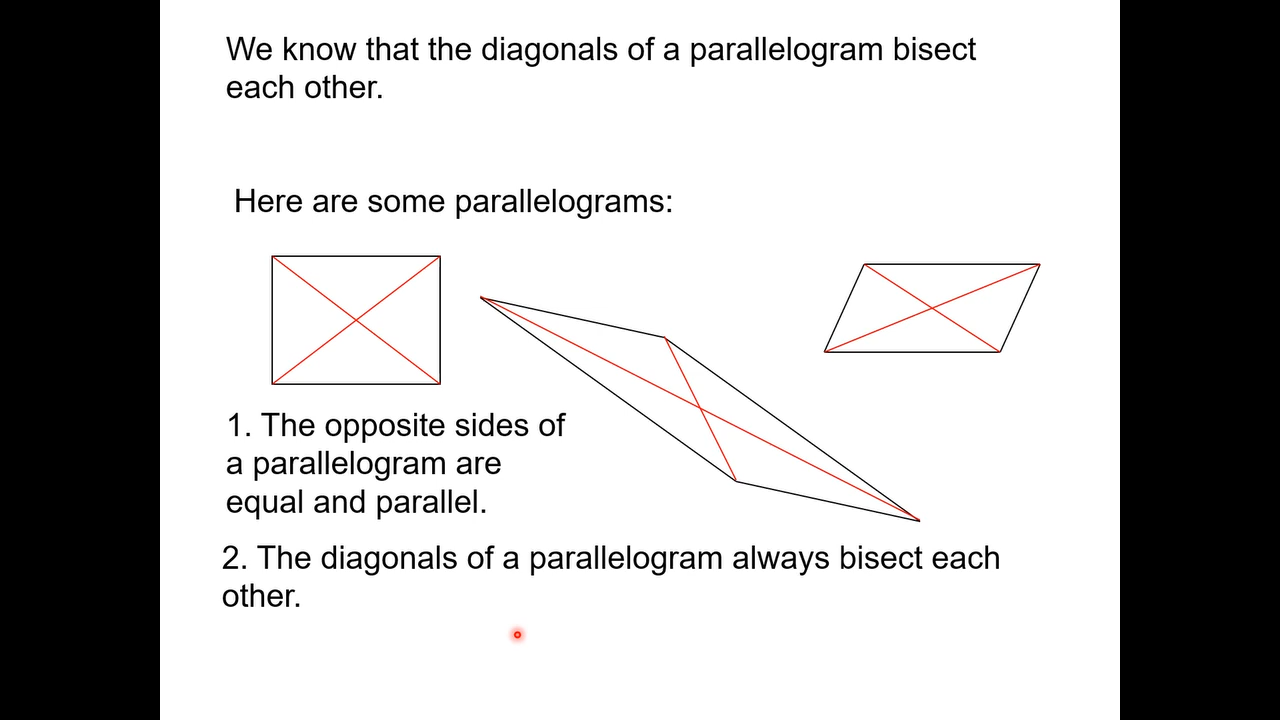 We know that the diagonals of a parallelogram bisect
each other.
Here are some parallelograms:
1. The opposite sides of
a parallelogram are
equal and parallel.
2. The diagonals of a parallelogram always bisect each
other.